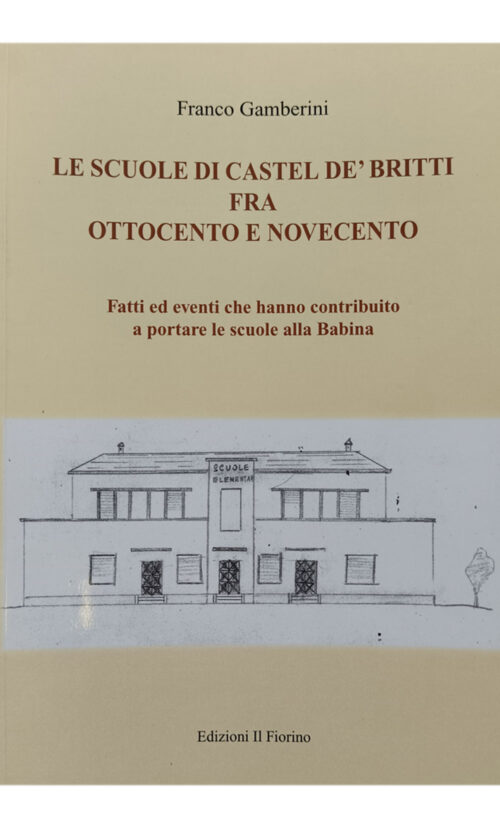 Franco Gamberini
LE SCUOLE DI CASTEL DE' BRITTI
FRA
OTTOCENTO E NOVECENTO
Fatti ed eventi che hanno contribuito
a portare le scuole alla Babina
SCUOLE
ELEMENTAR
Edizioni Il Fiorino